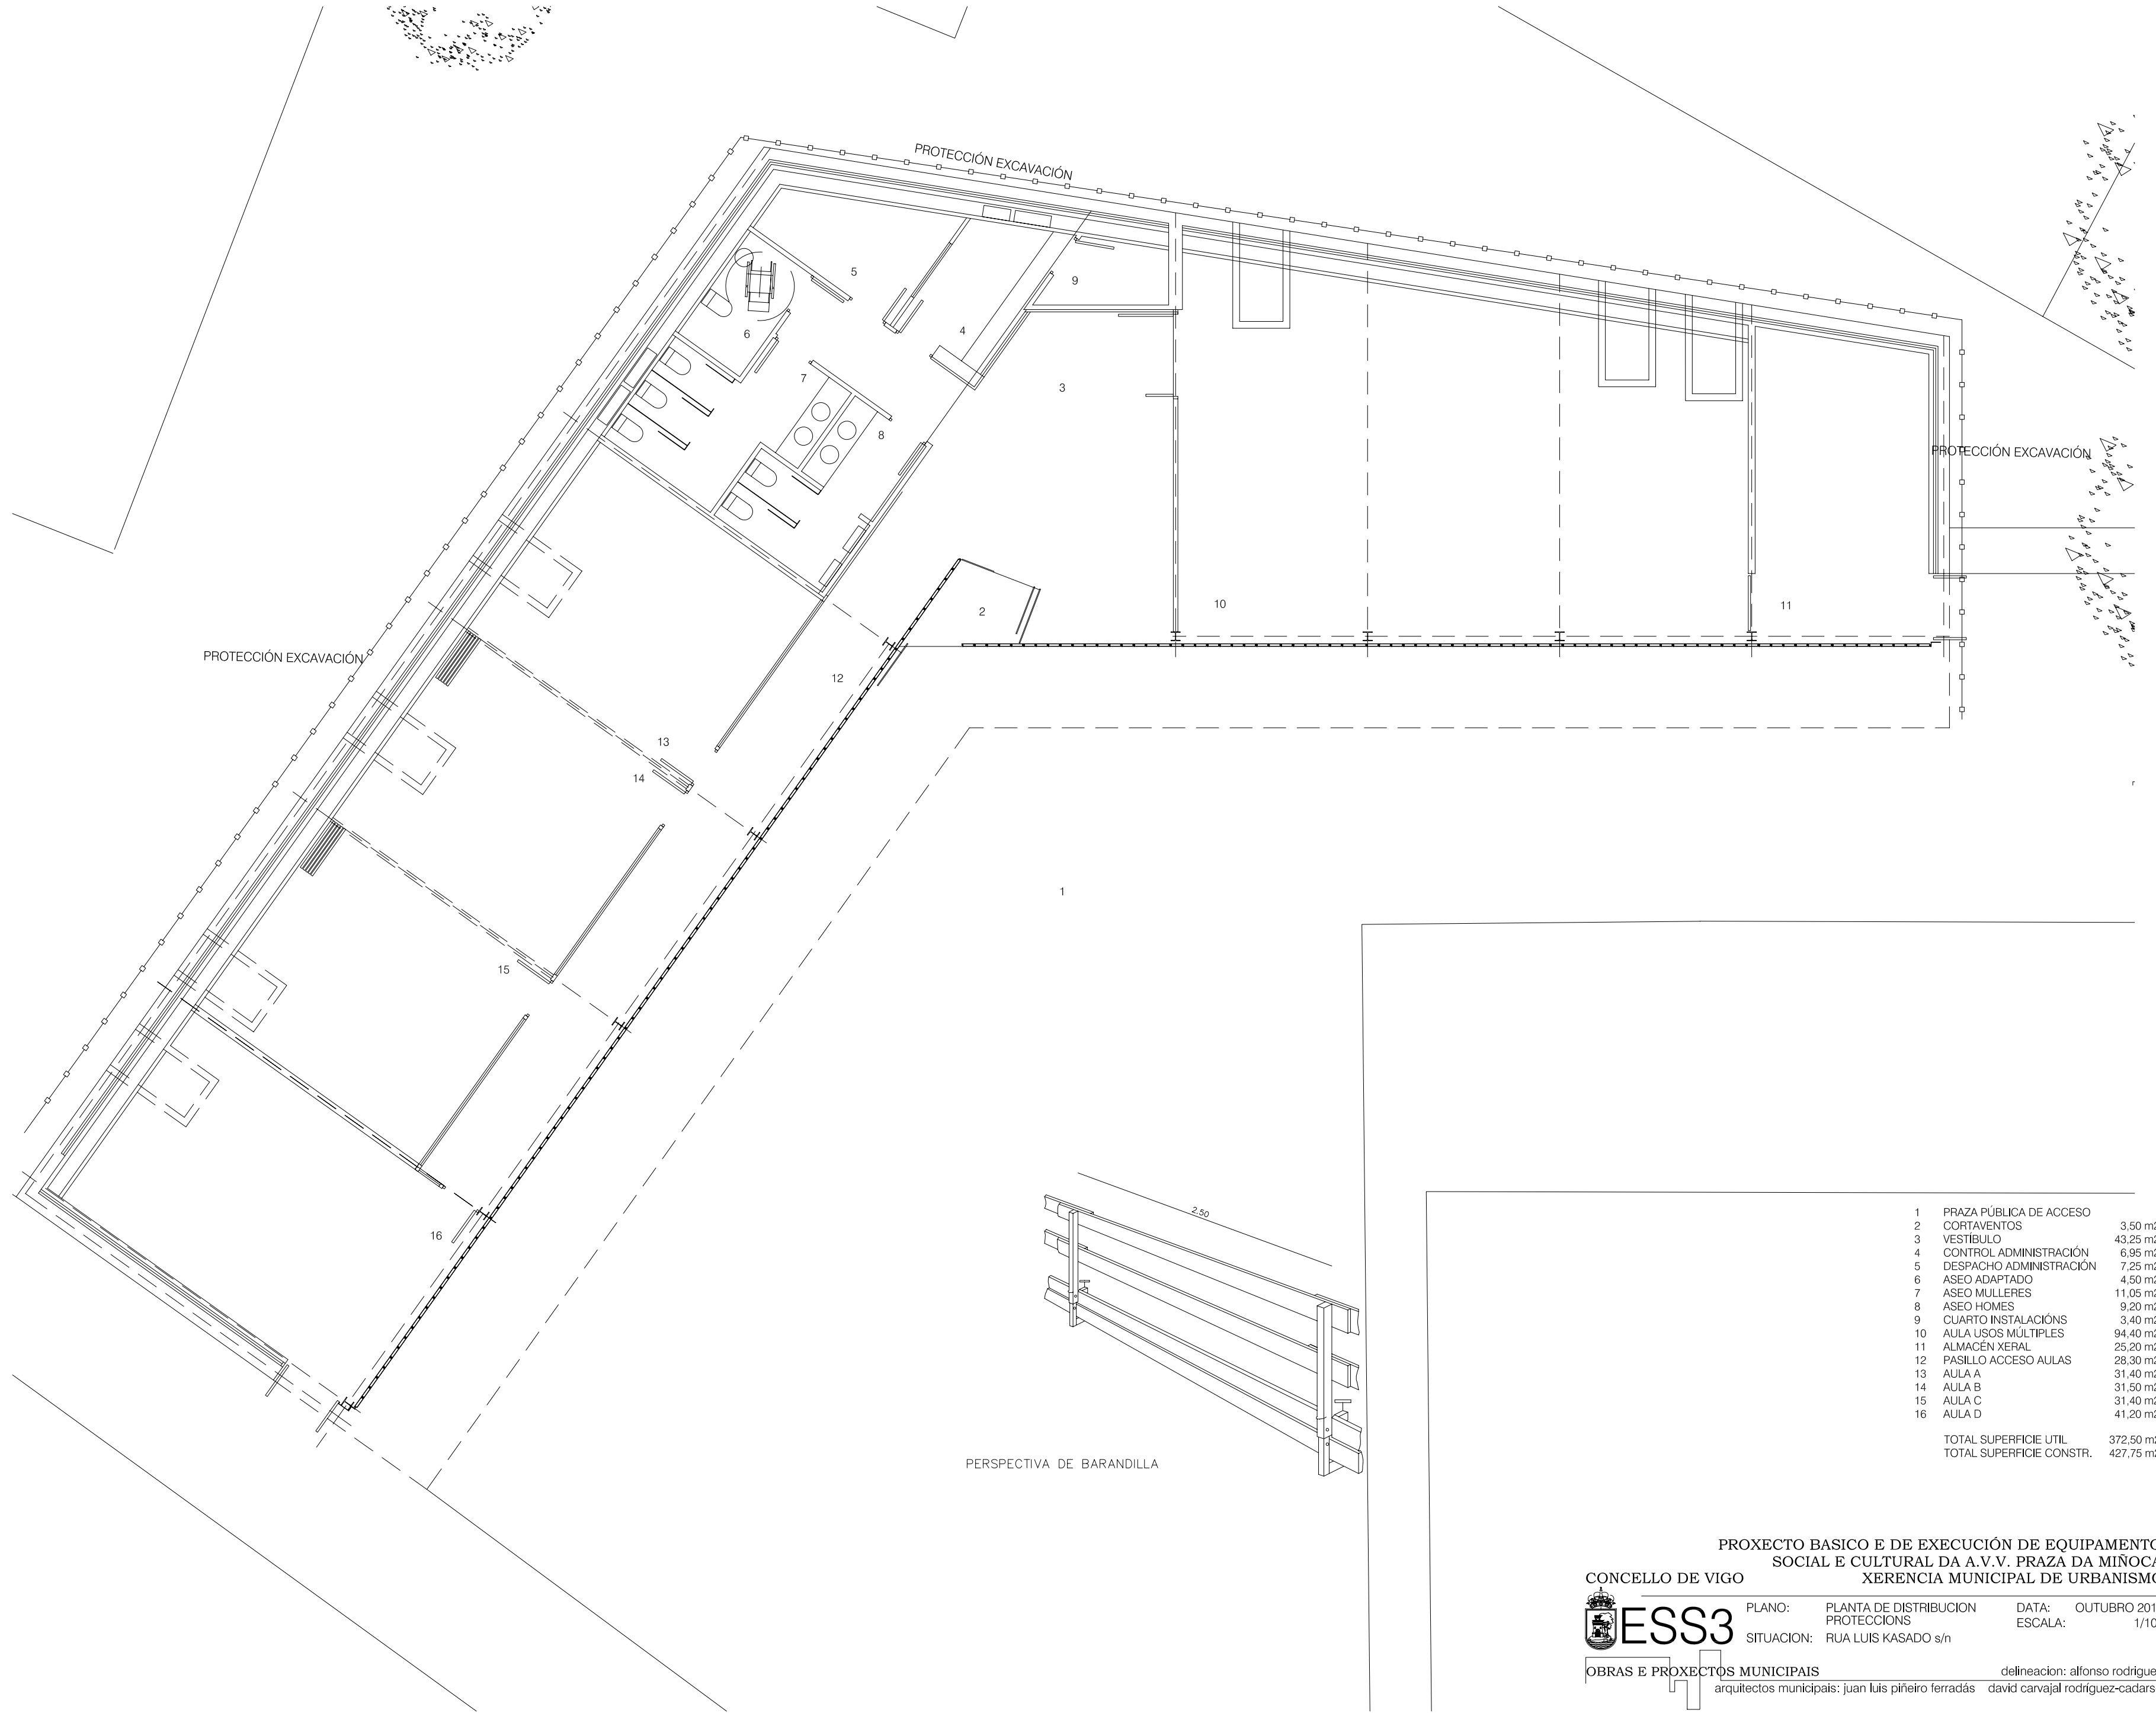 PROTECCIÓN EXCAVACIÓN
5
9
6
4
3
7
8
PROTECCIÓN EXCAVACIÓN
10
11
2
PROTECCIÓN EXCAVACIÓN
12
13
14
1
15
16
2.50
PERSPECTIVA DE BARANDILLA
1 PRAZA PÚBLICA DE ACCESO
2 CORTAVENTOS 3,50 m2
3 VESTÍBULO 43,25 m2
4 CONTROL ADMINISTRACIÓN 6,95 m2
5 DESPACHO ADMINISTRACIÓN 7,25 m2
6 ASEO ADAPTADO 4,50 m2
7 ASEO MULLERES 11,05 m2
8 ASEO HOMES 9,20 m2
9 CUARTO INSTALACIÓNS 3,40 m2
10 AULA USOS MÚLTIPLES 94,40 m2
11 ALMACÉN XERAL 25,20 m2
12 PASILLO ACCESO AULAS 28,30 m2
13 AULA A 31,40 m2
14 AULA B 31,50 m2
15 AULA C 31,40 m2
16 AULA D 41,20 m2
TOTAL SUPERFICIE UTIL 372,50 m2
TOTAL SUPERFICIE CONSTR. 427,75 m2
PROXECTO BASICO E DE EXECUCIÓN DE EQUIPAMENTO
SOCIAL E CULTURAL DA A.V.V. PRAZA DA MIÑOCA
CONCELLO DE VIGO XERENCIA MUNICIPAL DE URBANISMO
ESS3
PLANO: PLANTA DE DISTRIBUCION DATA: OUTUBRO 201
PROTECCIONS ESCALA: 1/10
SITUACION: RUA LUIS KASADO s/n
OBRAS E PROXECTOS MUNICIPAIS delineacion: alfonso rodrigue
arquitectos municipais: juan luis piñeiro ferradás david carvajal rodríguez-cadars